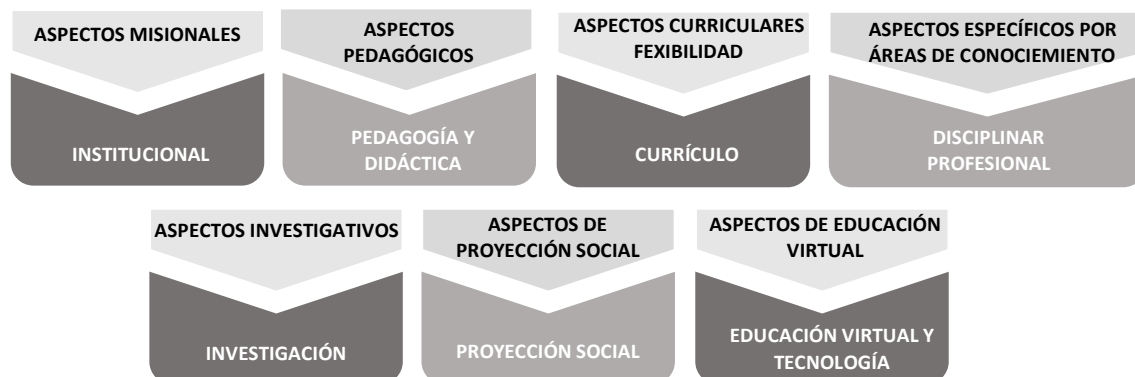 ASPECTOS MISIONALES
INSTITUCIONAL
ASPECTOS
PEDAGÓGICOS
PEDAGOGÍA Y
DIDÁCTICA
ASPECTOS CURRICULARES
FEXIBILIDAD
CURRÍCULO
ASPECTOS ESPECÍFICOS POR
ÁREAS DE CONOCIEMIENTO
DISCIPLINAR
PROFESIONAL
ASPECTOS INVESTIGATIVOS
INVESTIGACIÓN
ASPECTOS DE
PROYECCIÓN SOCIAL
PROYECCIÓN SOCIAL
ASPECTOS DE EDUCACIÓN
VIRTUAL
EDUCACIÓN VIRTUAL Y
TECNOLOGÍA